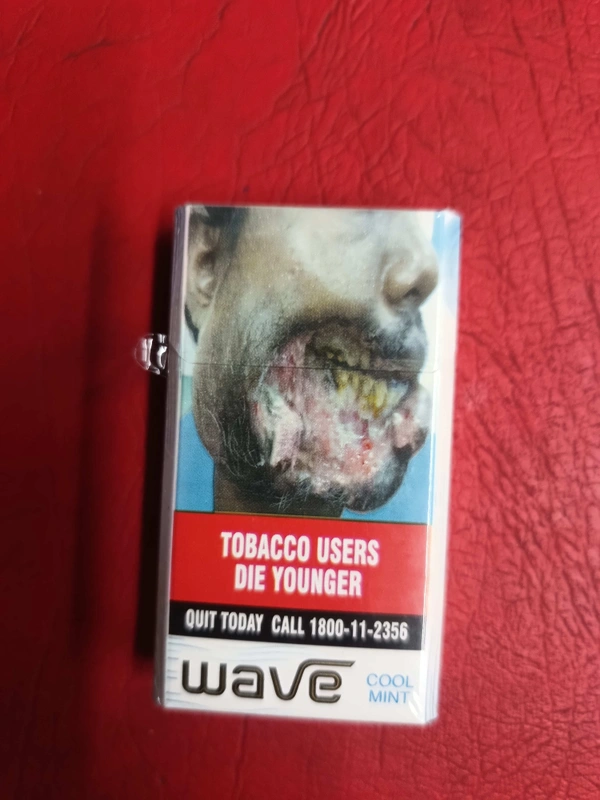 TOBACCO USERS
DIE YOUNGER
QUIT TODAY CALL 1800-11-2356
wave
COOL
MINT